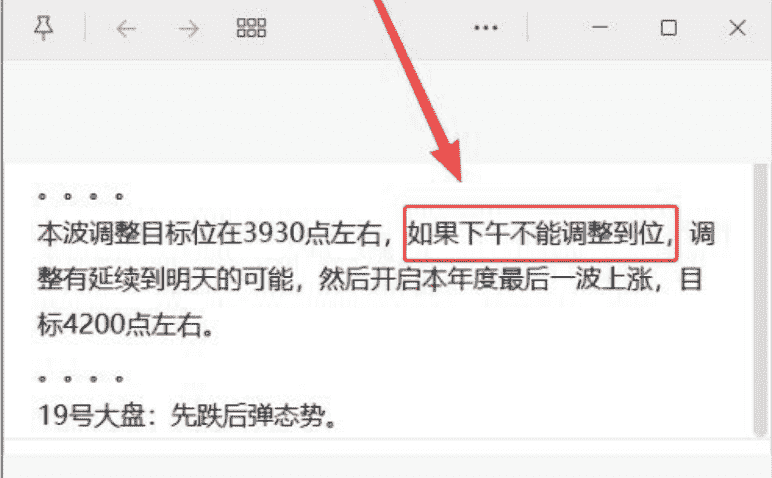 。。。。
本波调整目标位在3930点左右，如果下午不能调整到位，调
整有延续到明天的可能，然后开启本年度最后一波上涨，目
标4200点左右。
。。。。
19号大盘：先跌后弹态势。